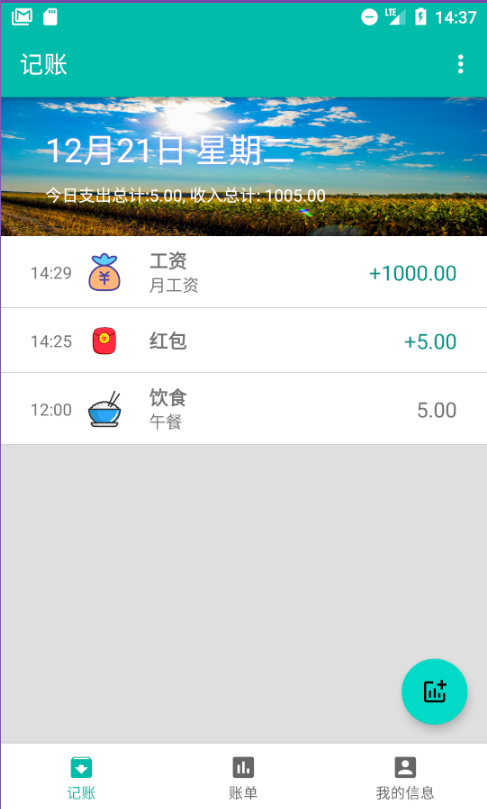 LTE 14:37
记账
12月21日 星期二
今日支出总计:5.00, 收入总计: 1005.00
14:29 工资 +1000.00
月工资
14:25 红包 +5.00
12:00 饮食 5.00
午餐
记账 账单 我的信息